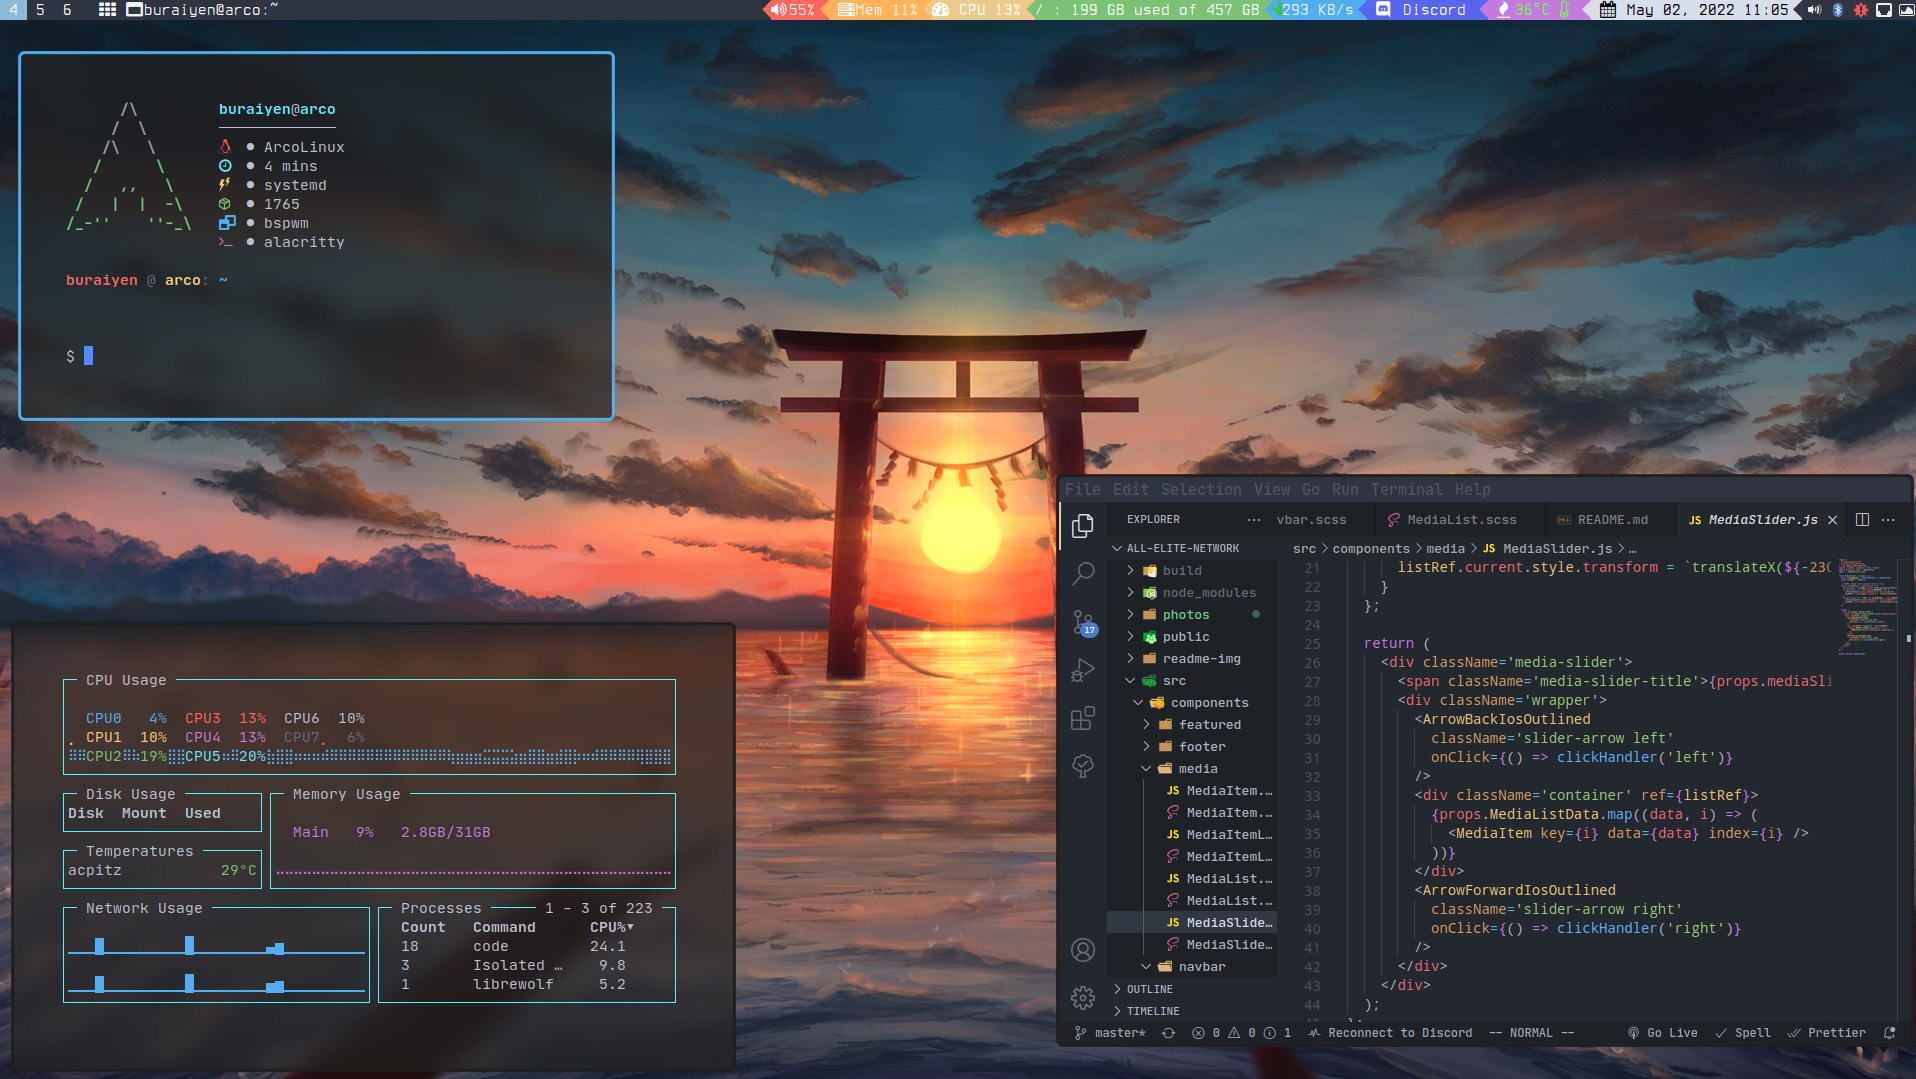 4 5 6 buraiyen@arco:~ 55% Mem 11% CPU 13% / : 199 GB used of 457 GB 293 KB/s Discord 36°C May 02, 2022 11:05
/\
/  \
/\   \
/      \
/   ,,   \
/   |  |  -\
/_-''    ''-_\
buraiyen@arco
● ArcoLinux
● 4 mins
● systemd
● 1765
● bspwm
>_ ● alacritty
buraiyen @ arco: ~
$
CPU Usage
CPU0 4% CPU3 13% CPU6 10%
CPU1 10% CPU4 13% CPU7 6%
CPU2 19% CPU5 20%
Disk Usage
Disk Mount Used
Memory Usage
Main 9% 2.8GB/31GB
Temperatures
acpitz 29°C
Network Usage
Processes 1 - 3 of 223
Count Command CPU%▾
18 code 24.1
3 Isolated … 9.8
1 librewolf 5.2
File Edit Selection View Go Run Terminal Help
EXPLORER ··· vbar.scss MediaList.scss README.md JS MediaSlider.js × ···
ALL-ELITE-NETWORK
build
node_modules
photos
public
readme-img
src
components
featured
footer
media
JS MediaItem.…
MediaItem.…
JS MediaItemL…
MediaItemL…
JS MediaList.…
MediaList.…
JS MediaSlide…
MediaSlide…
navbar
OUTLINE
TIMELINE
17
src > components > media > JS MediaSlider.js > …
21 listRef.current.style.transform = `translateX(${-230
22 }
23 };
24
25 return (
26 <div className='media-slider'>
27 <span className='media-slider-title'>{props.mediaSli
28 <div className='wrapper'>
29 <ArrowBackIosOutlined
30 className='slider-arrow left'
31 onClick={() => clickHandler('left')}
32 />
33 <div className='container' ref={listRef}>
34 {props.MediaListData.map((data, i) => (
35 <MediaItem key={i} data={data} index={i} />
36 ))}
37 </div>
38 <ArrowForwardIosOutlined
39 className='slider-arrow right'
40 onClick={() => clickHandler('right')}
41 />
42 </div>
43 </div>
44 );
master* 0 0 1 Reconnect to Discord -- NORMAL -- Go Live Spell Prettier